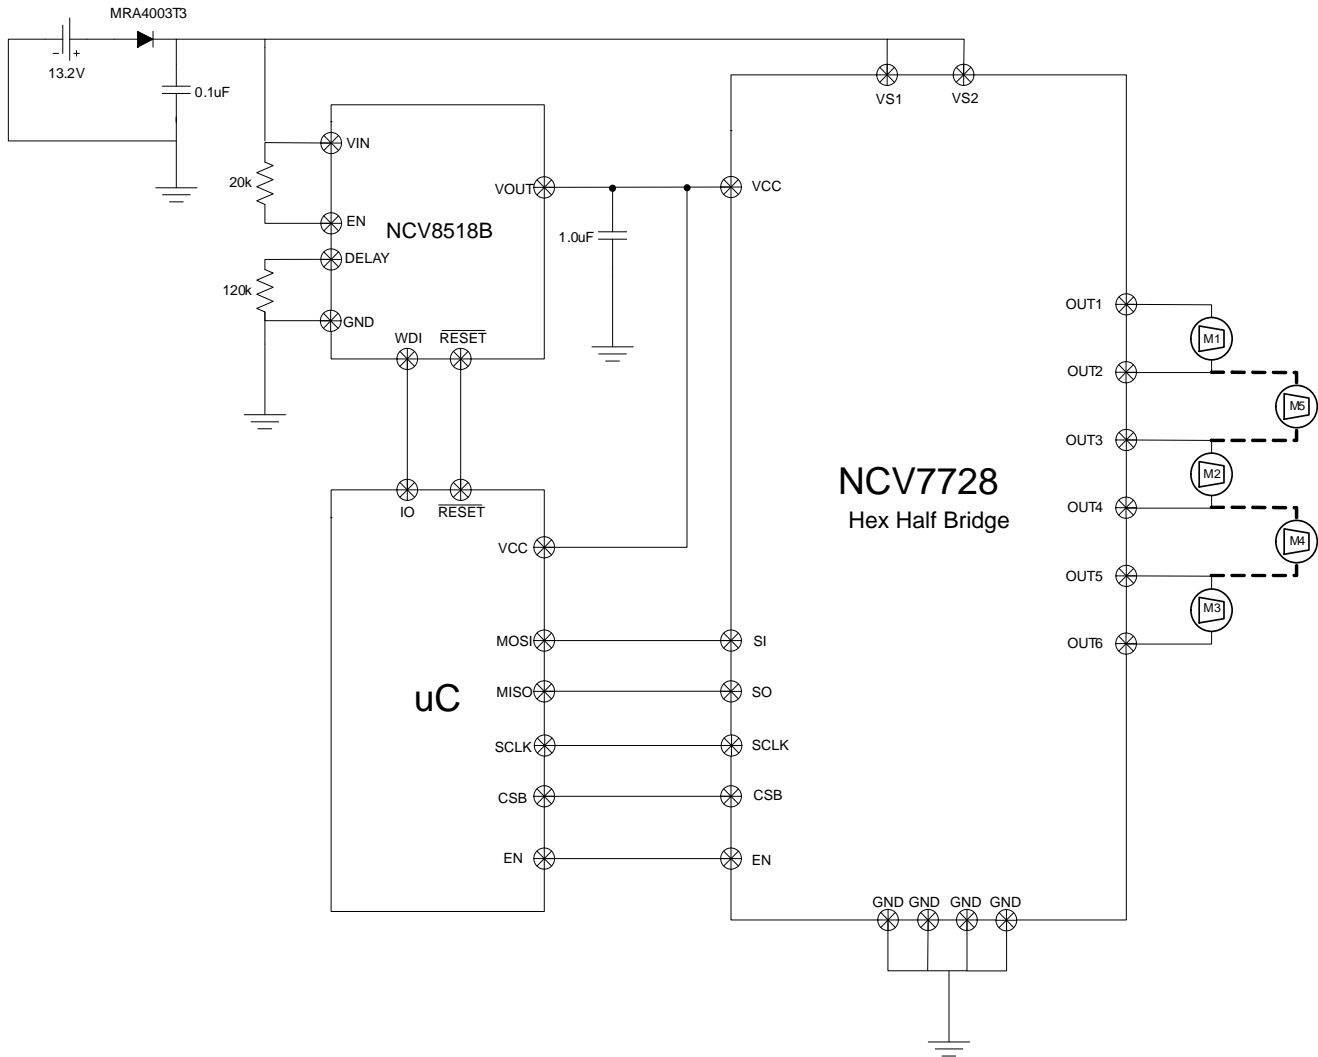 MRA4003T3
13.2V
- +
0.1uF
VS1
VS2
VIN
20k
EN
DELAY
120k
GND
NCV8518B
VOUT
WDI
RESET
1.0uF
VCC
OUT1
M1
OUT2
M5
OUT3
M2
OUT4
M4
OUT5
M3
OUT6
NCV7728
Hex Half Bridge
IO
RESET
VCC
MOSI
SI
uC
MISO
SO
SCLK
SCLK
CSB
CSB
EN
EN
GND GND GND GND